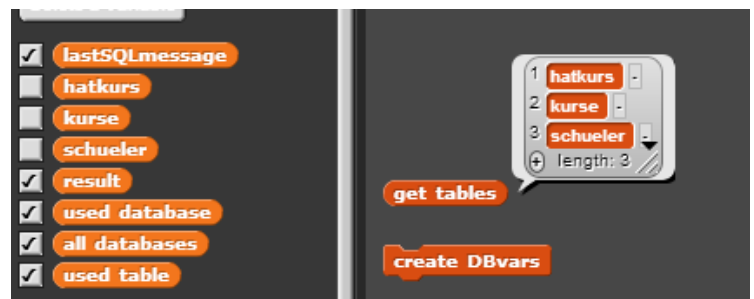 lastSQLmessage
hatkurs
kurse
schueler
result
used database
all databases
used table
1 hatkurs -
2 kurse -
3 schueler -
+ length: 3
get tables
create DBvars